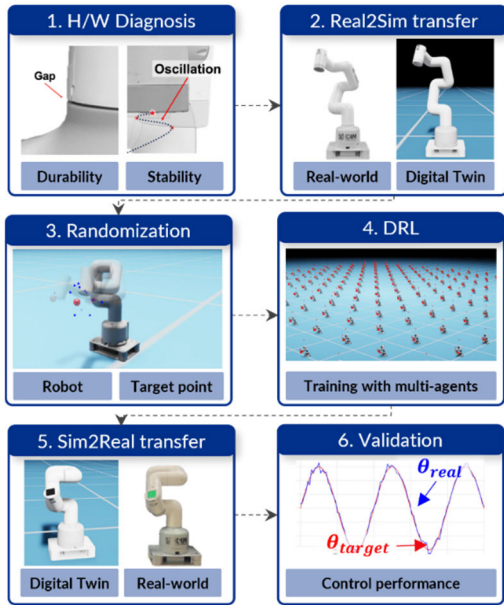 1. H/W Diagnosis
Gap
Oscillation
Durability
Stability
2. Real2Sim transfer
Real-world
Digital Twin
3. Randomization
Robot
Target point
4. DRL
Training with multi-agents
5. Sim2Real transfer
Digital Twin
Real-world
6. Validation
θreal
θtarget
Control performance